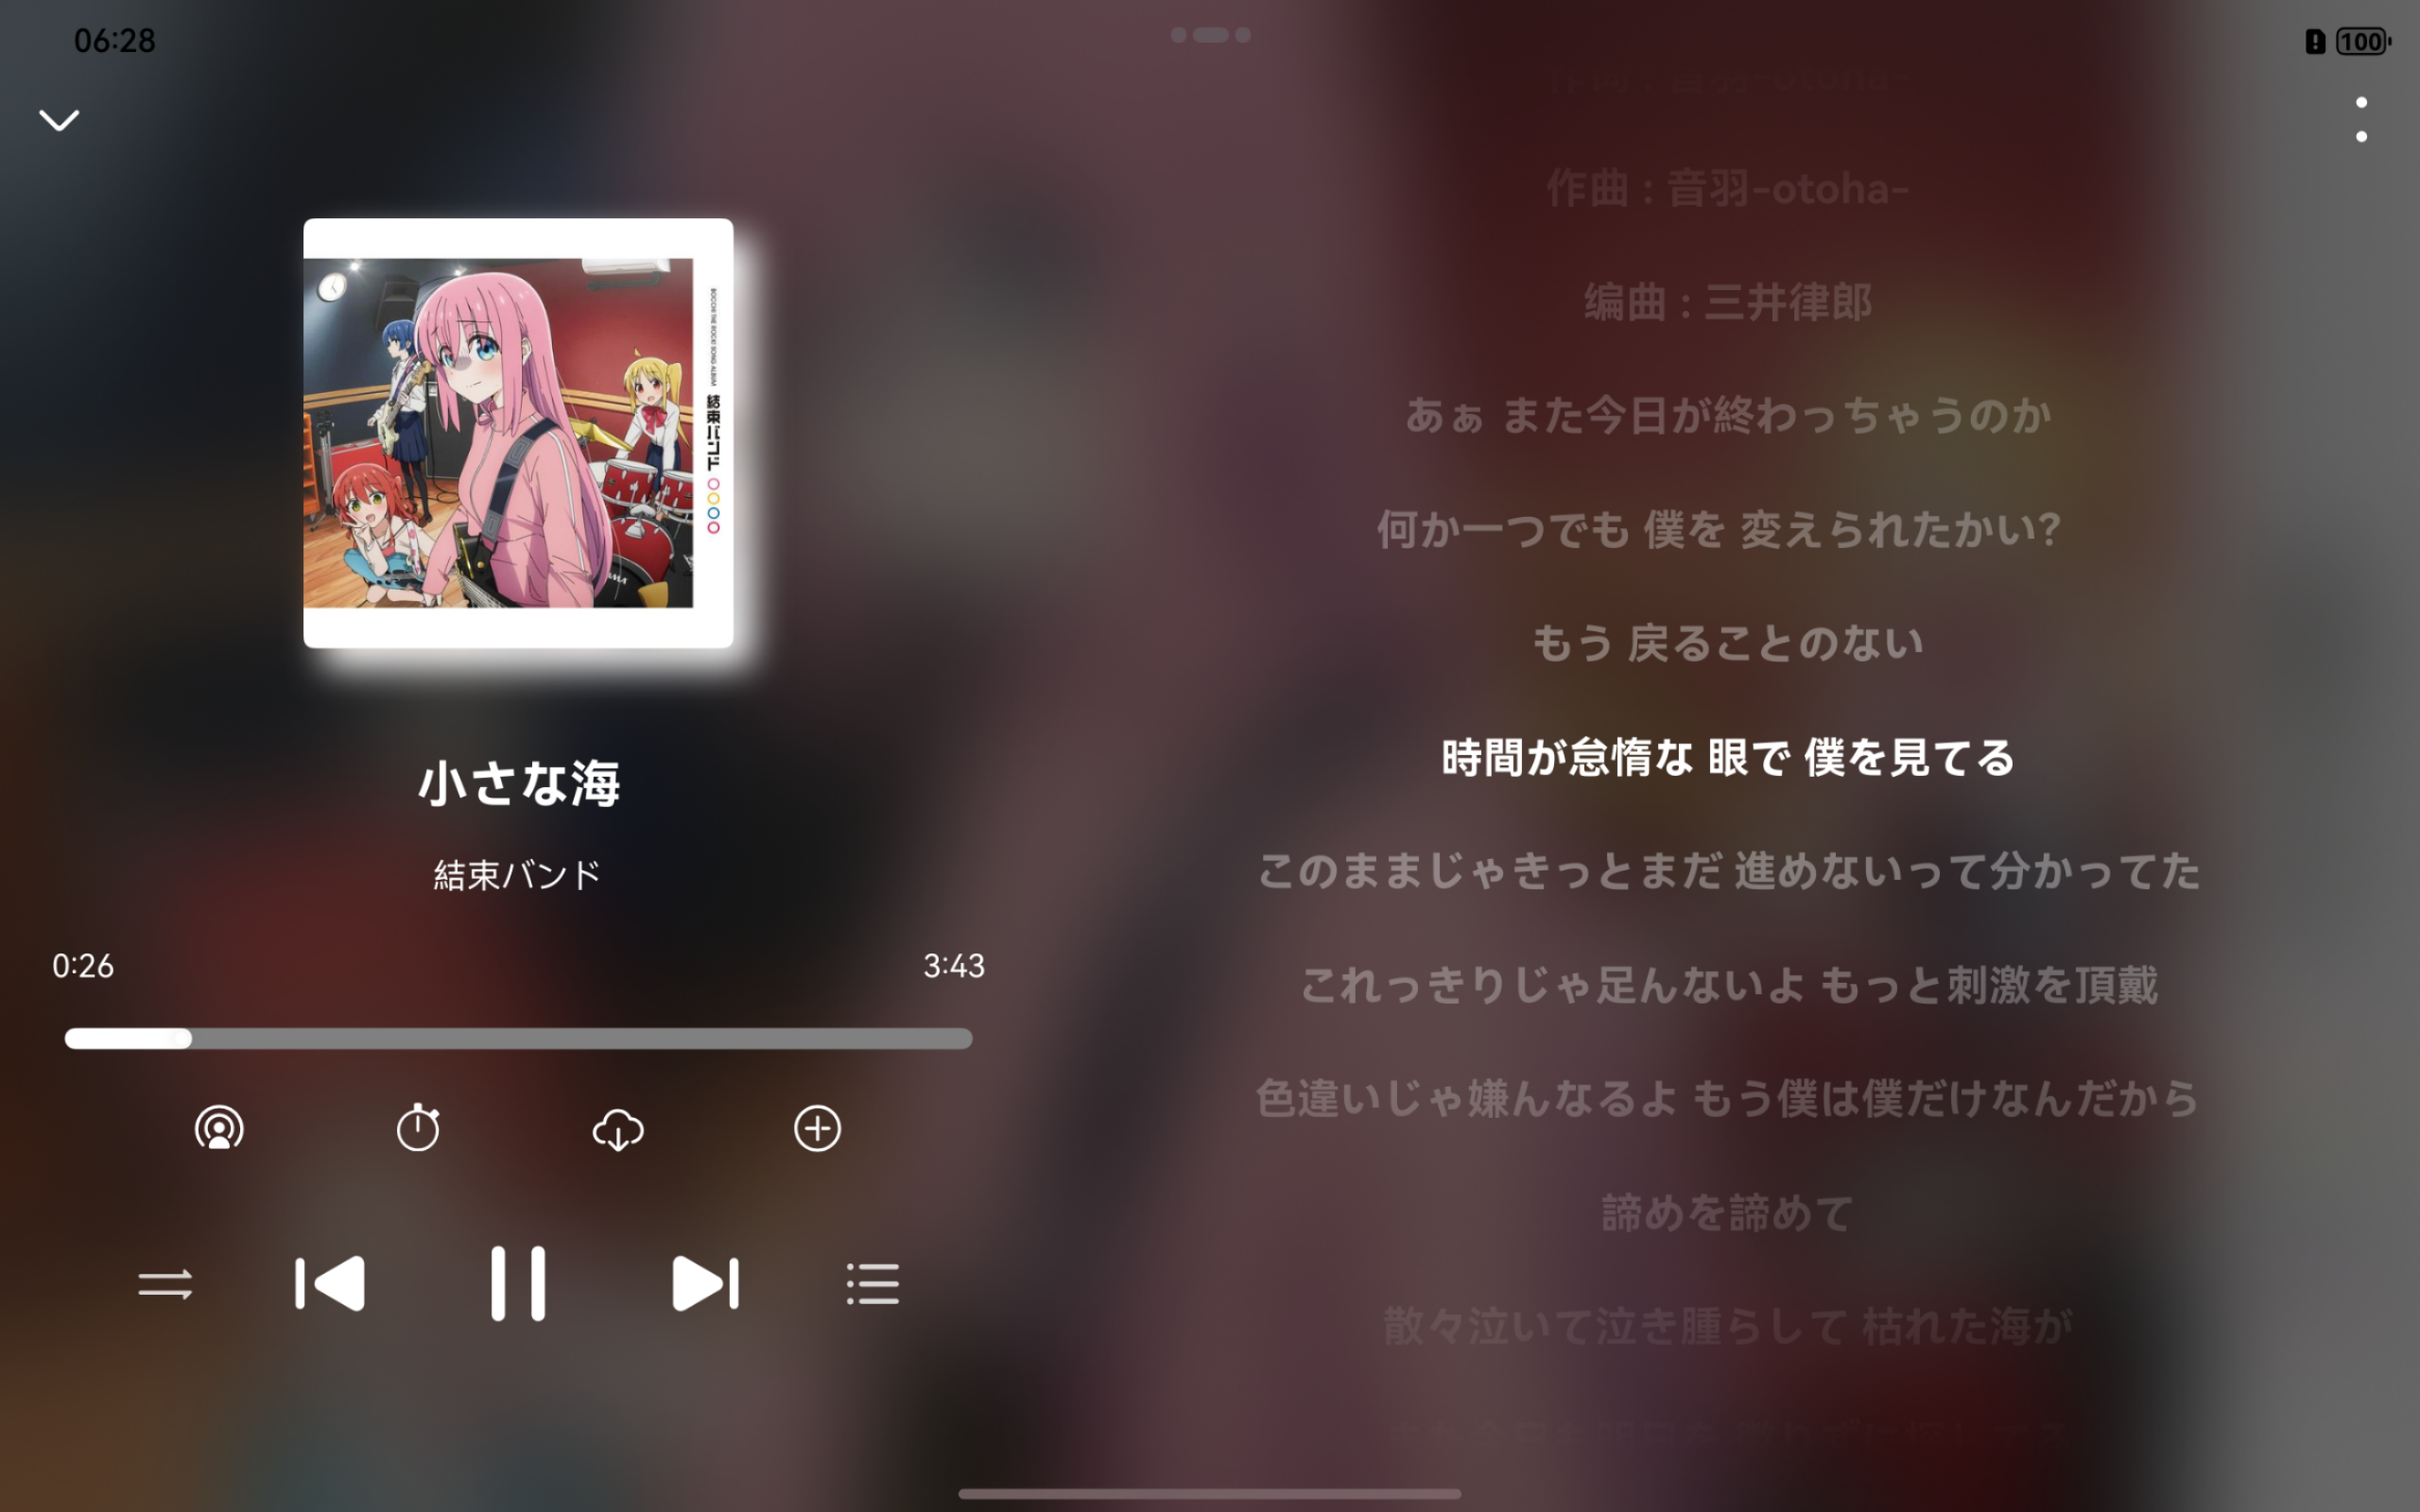 06:28
100
BOCCHI THE ROCK! SONG ALBUM
結束バンド
小さな海
結束バンド
0:26
3:43
作曲 : 音羽-otoha-
编曲 : 三井律郎
あぁ また今日が終わっちゃうのか
何か一つでも 僕を 変えられたかい?
もう 戻ることのない
時間が怠惰な 眼で 僕を見てる
このままじゃきっとまだ 進めないって分かってた
これっきりじゃ足んないよ もっと刺激を頂戴
色違いじゃ嫌んなるよ もう僕は僕だけなんだから
諦めを諦めて
散々泣いて泣き腫らして 枯れた海が